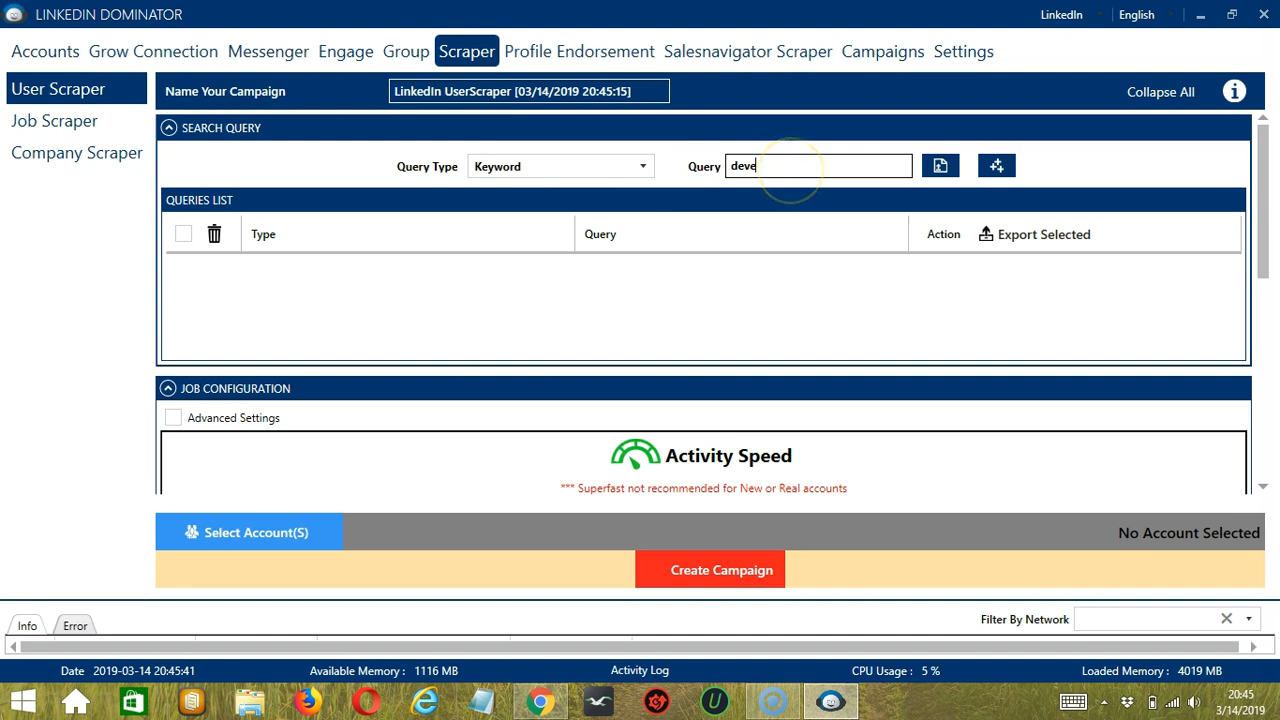 LINKEDIN DOMINATOR
LinkedIn English
Accounts Grow Connection Messenger Engage Group Scraper Profile Endorsement Salesnavigator Scraper Campaigns Settings
User Scraper
Job Scraper
Company Scraper
Name Your Campaign LinkedIn UserScraper [03/14/2019 20:45:15] Collapse All
SEARCH QUERY
Query Type Keyword Query deve
QUERIES LIST
Type Query Action Export Selected
JOB CONFIGURATION
Advanced Settings
Activity Speed
*** Superfast not recommended for New or Real accounts
Select Account(S) No Account Selected
Create Campaign
Info Error Filter By Network
Date 2019-03-14 20:45:41 Available Memory : 1116 MB Activity Log CPU Usage : 5 % Loaded Memory : 4019 MB
20:45
3/14/2019